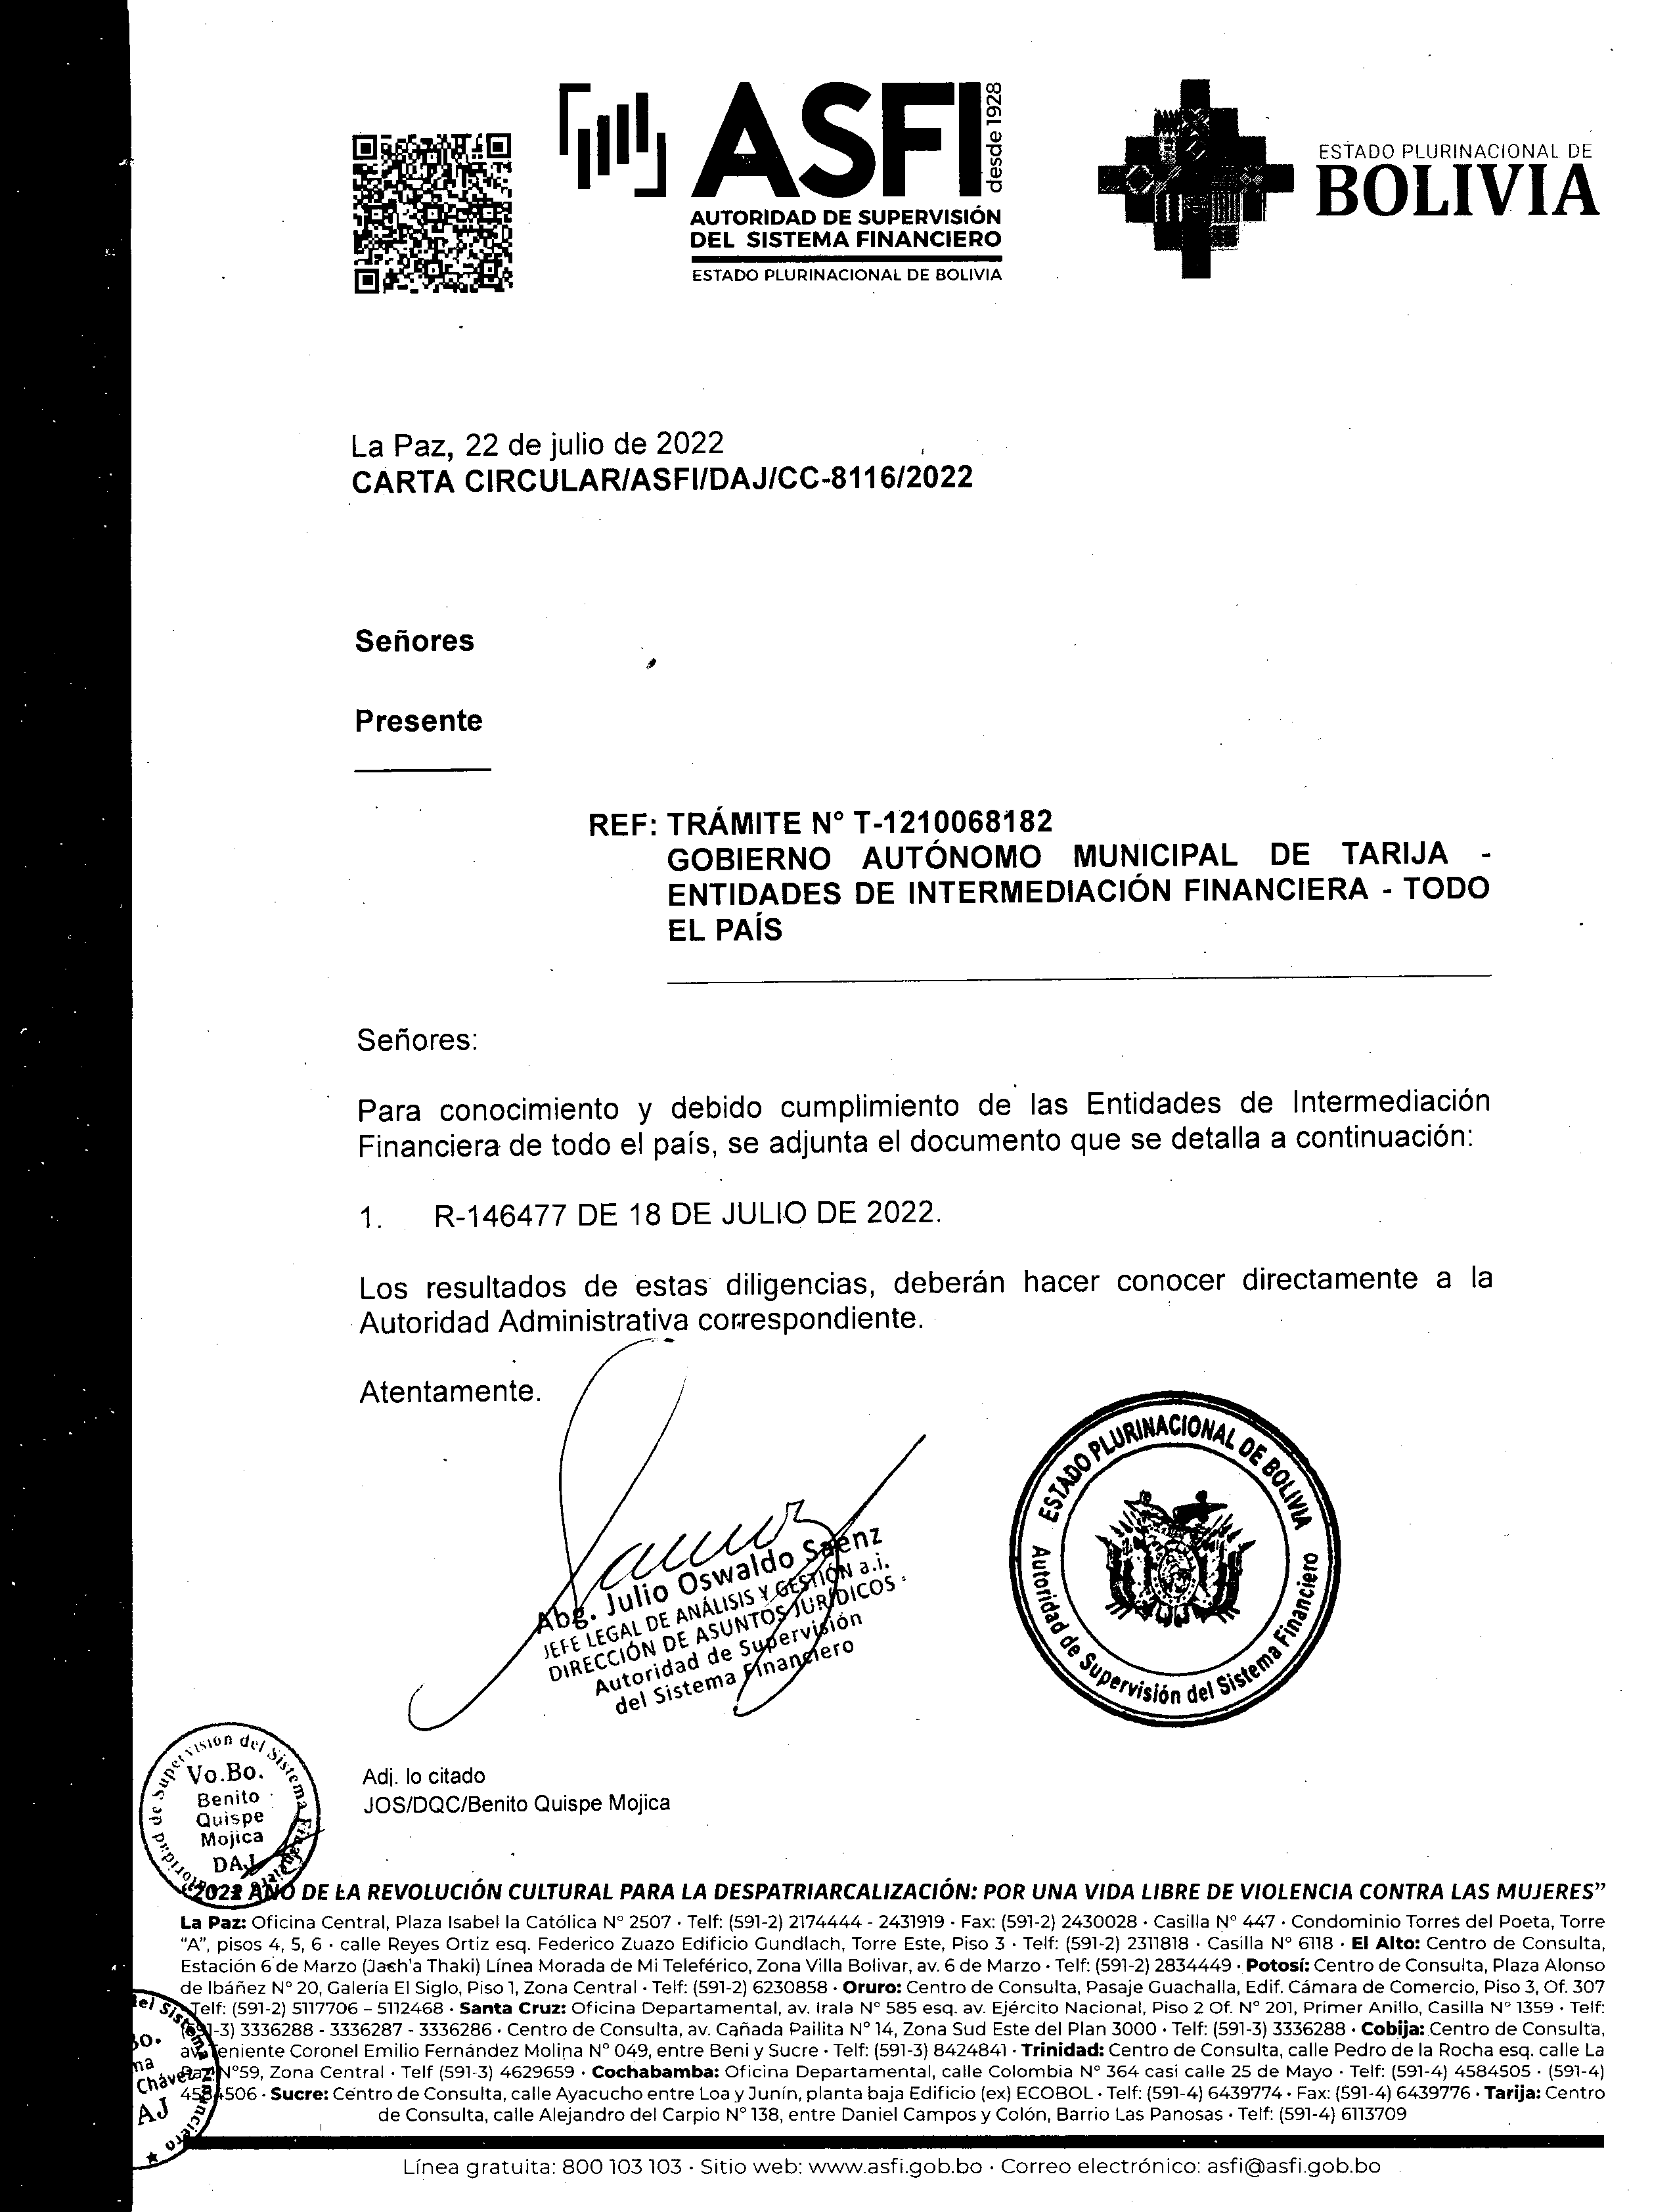 ASFI
desde 1928
AUTORIDAD DE SUPERVISIÓN
DEL SISTEMA FINANCIERO
ESTADO PLURINACIONAL DE BOLIVIA
ESTADO PLURINACIONAL DE
BOLIVIA
La Paz, 22 de julio de 2022
CARTA CIRCULAR/ASFI/DAJ/CC-8116/2022
Señores
Presente
REF: TRÁMITE N° T-1210068182
GOBIERNO AUTÓNOMO MUNICIPAL DE TARIJA -
ENTIDADES DE INTERMEDIACIÓN FINANCIERA - TODO
EL PAÍS
Señores:
Para conocimiento y debido cumplimiento de las Entidades de Intermediación
Financiera de todo el país, se adjunta el documento que se detalla a continuación:
1. R-146477 DE 18 DE JULIO DE 2022.
Los resultados de estas diligencias, deberán hacer conocer directamente a la
Autoridad Administrativa correspondiente.
Atentamente.
Abg. Julio Oswaldo Saenz
JEFE LEGAL DE ANÁLISIS Y GESTIÓN a.i.
DIRECCIÓN DE ASUNTOS JURÍDICOS
Autoridad de Supervisión
del Sistema Financiero
ESTADO PLURINACIONAL DE BOLIVIA
Autoridad de Supervisión del Sistema Financiero
Autoridad de Supervisión del Sistema Financiero
Vo.Bo.
Benito
Quispe
Mojica
DAJ
Adj. lo citado
JOS/DQC/Benito Quispe Mojica
"2022 AÑO DE LA REVOLUCIÓN CULTURAL PARA LA DESPATRIARCALIZACIÓN: POR UNA VIDA LIBRE DE VIOLENCIA CONTRA LAS MUJERES"
La Paz: Oficina Central, Plaza Isabel la Católica N° 2507 · Telf: (591-2) 2174444 - 2431919 · Fax: (591-2) 2430028 · Casilla N° 447 · Condominio Torres del Poeta, Torre
"A", pisos 4, 5, 6 · calle Reyes Ortiz esq. Federico Zuazo Edificio Gundlach, Torre Este, Piso 3 · Telf: (591-2) 2311818 · Casilla N° 6118 · El Alto: Centro de Consulta,
Estación 6 de Marzo (Jach'a Thaki) Línea Morada de Mi Teleférico, Zona Villa Bolivar, av. 6 de Marzo · Telf: (591-2) 2834449 · Potosí: Centro de Consulta, Plaza Alonso
de Ibáñez N° 20, Galería El Siglo, Piso 1, Zona Central · Telf: (591-2) 6230858 · Oruro: Centro de Consulta, Pasaje Guachalla, Edif. Cámara de Comercio, Piso 3, Of. 307
Telf: (591-2) 5117706 – 5112468 · Santa Cruz: Oficina Departamental, av. Irala N° 585 esq. av. Ejército Nacional, Piso 2 Of. N° 201, Primer Anillo, Casilla N° 1359 · Telf:
(591-3) 3336288 - 3336287 - 3336286 · Centro de Consulta, av. Cañada Pailita N° 14, Zona Sud Este del Plan 3000 · Telf: (591-3) 3336288 · Cobija: Centro de Consulta,
av. Teniente Coronel Emilio Fernández Molina N° 049, entre Beni y Sucre · Telf: (591-3) 8424841 · Trinidad: Centro de Consulta, calle Pedro de la Rocha esq. calle La
Paz N°59, Zona Central · Telf (591-3) 4629659 · Cochabamba: Oficina Departamental, calle Colombia N° 364 casi calle 25 de Mayo · Telf: (591-4) 4584505 · (591-4)
4584506 · Sucre: Centro de Consulta, calle Ayacucho entre Loa y Junín, planta baja Edificio (ex) ECOBOL · Telf: (591-4) 6439774 · Fax: (591-4) 6439776 · Tarija: Centro
de Consulta, calle Alejandro del Carpio N° 138, entre Daniel Campos y Colón, Barrio Las Panosas · Telf: (591-4) 6113709
Chávez
AJ
Línea gratuita: 800 103 103 · Sitio web: www.asfi.gob.bo · Correo electrónico: asfi@asfi.gob.bo